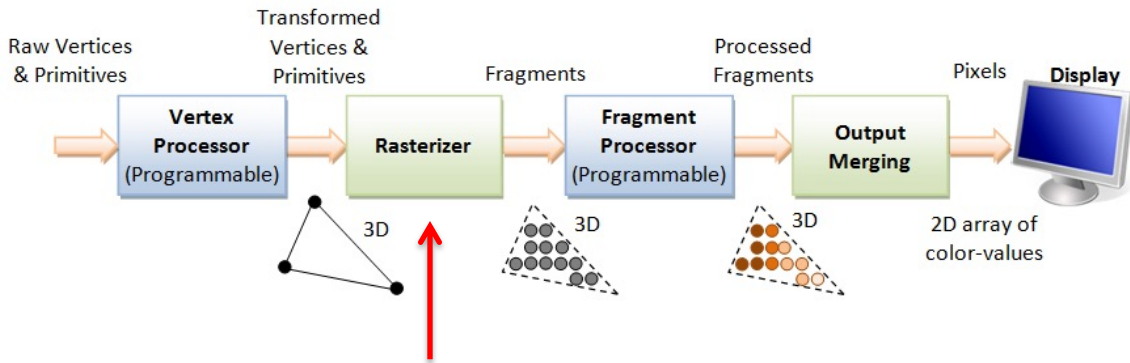 Raw Vertices
& Primitives
Vertex
Processor
(Programmable)
Transformed
Vertices &
Primitives
3D
Rasterizer
Fragments
3D
Fragment
Processor
(Programmable)
Processed
Fragments
3D
Output
Merging
Pixels
Display
2D array of
color-values